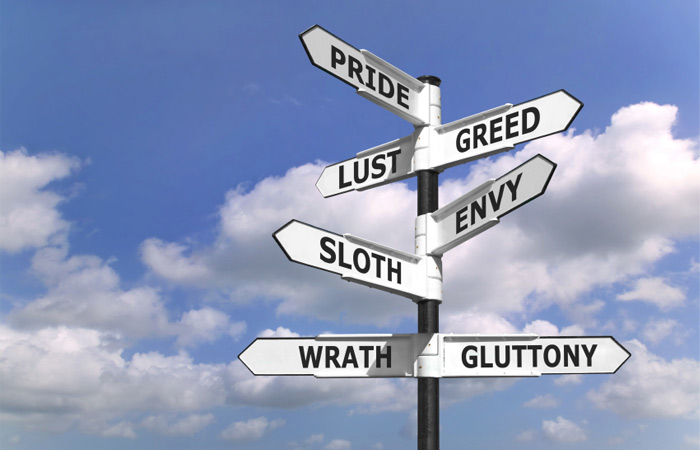 PRIDE
GREED
LUST
ENVY
SLOTH
WRATH
GLUTTONY